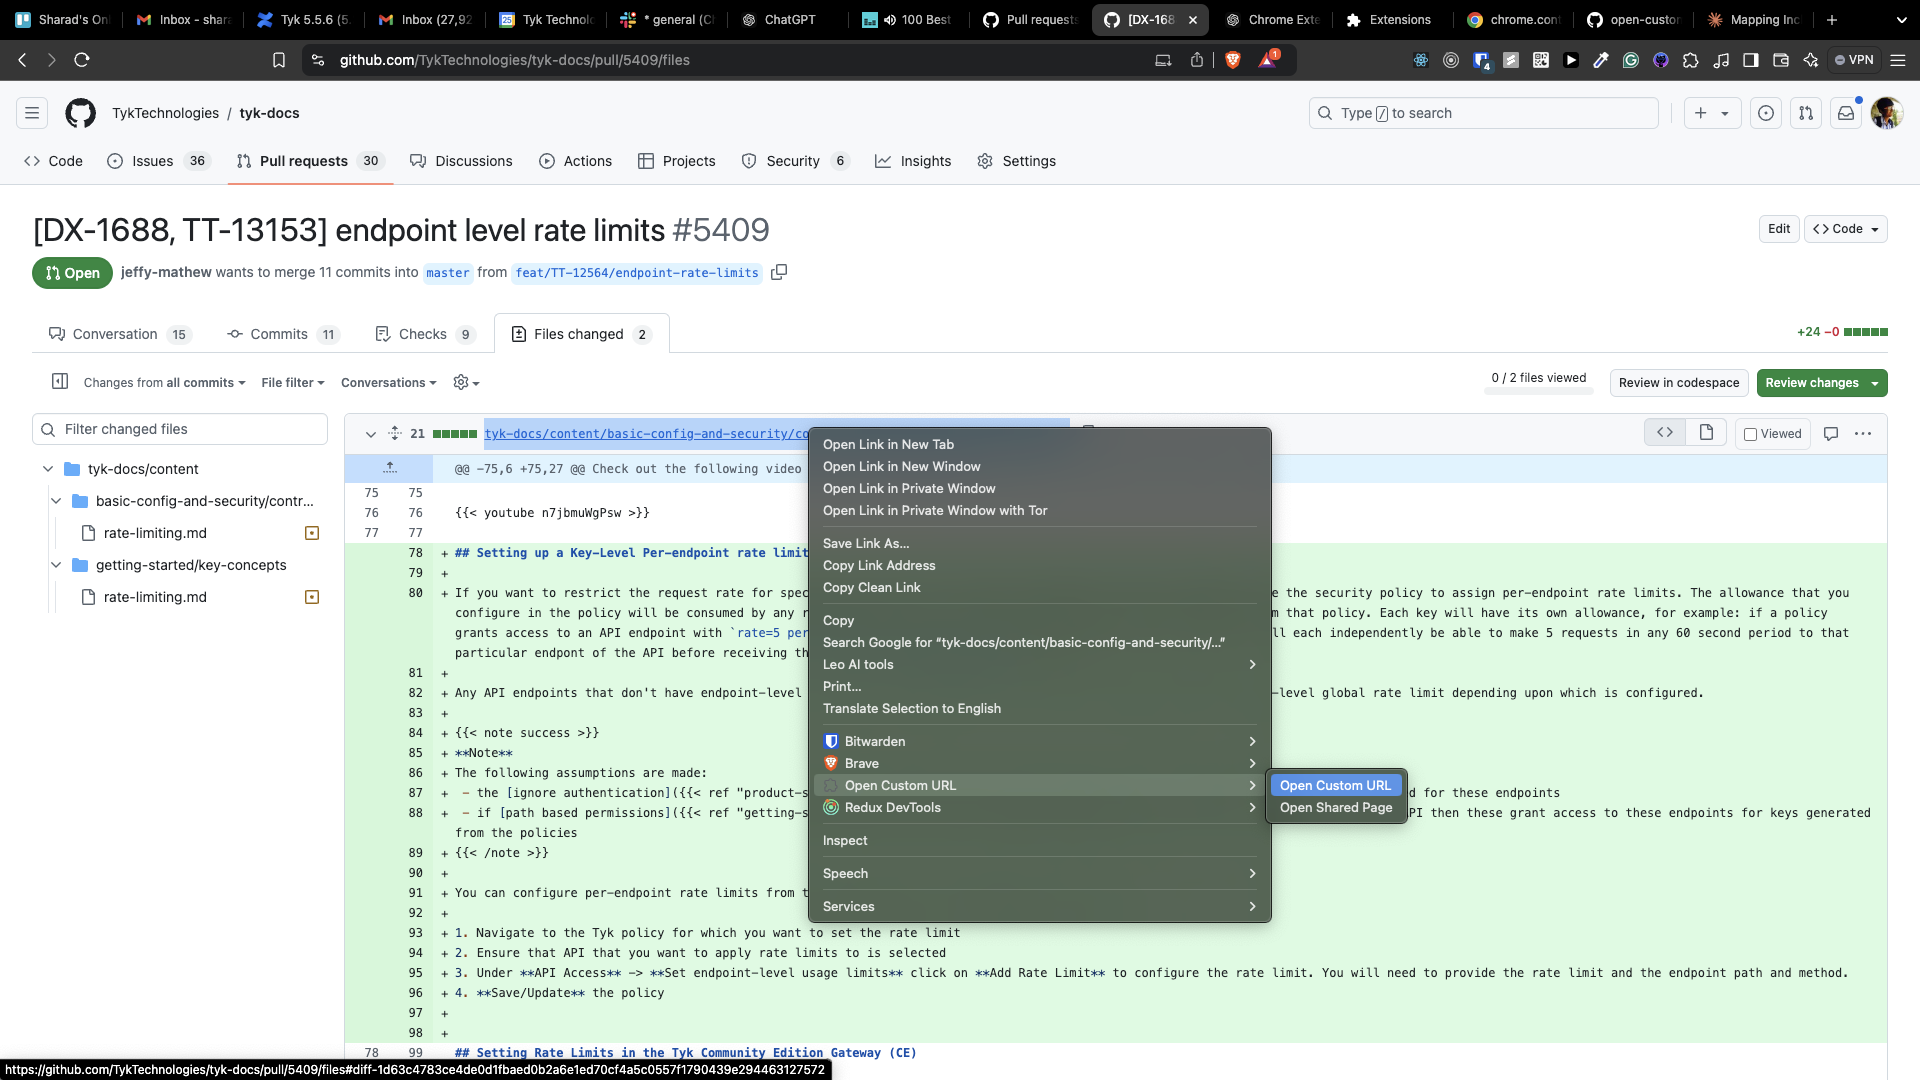 Sharad's Onl
Inbox - shara
Tyk 5.5.6 (5.
Inbox (27,92
Tyk Technolo
* general (Ch
ChatGPT
100 Best
Pull requests
[DX-168
Chrome Exte
Extensions
chrome.cont
open-custom
Mapping Inc
github.com/TykTechnologies/tyk-docs/pull/5409/files
1
4
VPN
TykTechnologies / tyk-docs
Type / to search
Code
Issues 36
Pull requests 30
Discussions
Actions
Projects
Security 6
Insights
Settings
[DX-1688, TT-13153] endpoint level rate limits #5409
Edit
<> Code
Open
jeffy-mathew wants to merge 11 commits into master from feat/TT-12564/endpoint-rate-limits
Conversation 15
Commits 11
Checks 9
Files changed 2
+24 −0
Changes from all commits
File filter
Conversations
0 / 2 files viewed
Review in codespace
Review changes
Filter changed files
tyk-docs/content
basic-config-and-security/contr...
rate-limiting.md
getting-started/key-concepts
rate-limiting.md
21 tyk-docs/content/basic-config-and-security/co
Viewed
@@ -75,6 +75,27 @@ Check out the following video
75 75
76 76 {{< youtube n7jbmuWgPsw >}}
77 77
78 + ## Setting up a Key-Level Per-endpoint rate limit
79 +
80 + If you want to restrict the request rate for spec e the security policy to assign per-endpoint rate limits. The allowance that you
configure in the policy will be consumed by any r m that policy. Each key will have its own allowance, for example: if a policy
grants access to an API endpoint with `rate=5 per ll each independently be able to make 5 requests in any 60 second period to that
particular endpont of the API before receiving th
81 +
82 + Any API endpoints that don't have endpoint-level -level global rate limit depending upon which is configured.
83 +
84 + {{< note success >}}
85 + **Note**
86 + The following assumptions are made:
87 + - the [ignore authentication]({{< ref "product-s d for these endpoints
88 + - if [path based permissions]({{< ref "getting-s PI then these grant access to these endpoints for keys generated
from the policies
89 + {{< /note >}}
90 +
91 + You can configure per-endpoint rate limits from t
92 +
93 + 1. Navigate to the Tyk policy for which you want to set the rate limit
94 + 2. Ensure that API that you want to apply rate limits to is selected
95 + 3. Under **API Access** -> **Set endpoint-level usage limits** click on **Add Rate Limit** to configure the rate limit. You will need to provide the rate limit and the endpoint path and method.
96 + 4. **Save/Update** the policy
97 +
98 +
78 99 ## Setting Rate Limits in the Tyk Community Edition Gateway (CE)
Open Link in New Tab
Open Link in New Window
Open Link in Private Window
Open Link in Private Window with Tor
Save Link As...
Copy Link Address
Copy Clean Link
Copy
Search Google for “tyk-docs/content/basic-config-and-security/...”
Leo AI tools
Print...
Translate Selection to English
Bitwarden
Brave
Open Custom URL
Redux DevTools
Inspect
Speech
Services
Open Custom URL
Open Shared Page
https://github.com/TykTechnologies/tyk-docs/pull/5409/files#diff-1d63c4783ce4de0d1fbaed0b2a6e1ed70cf4a5c0557f1790439e294463127572